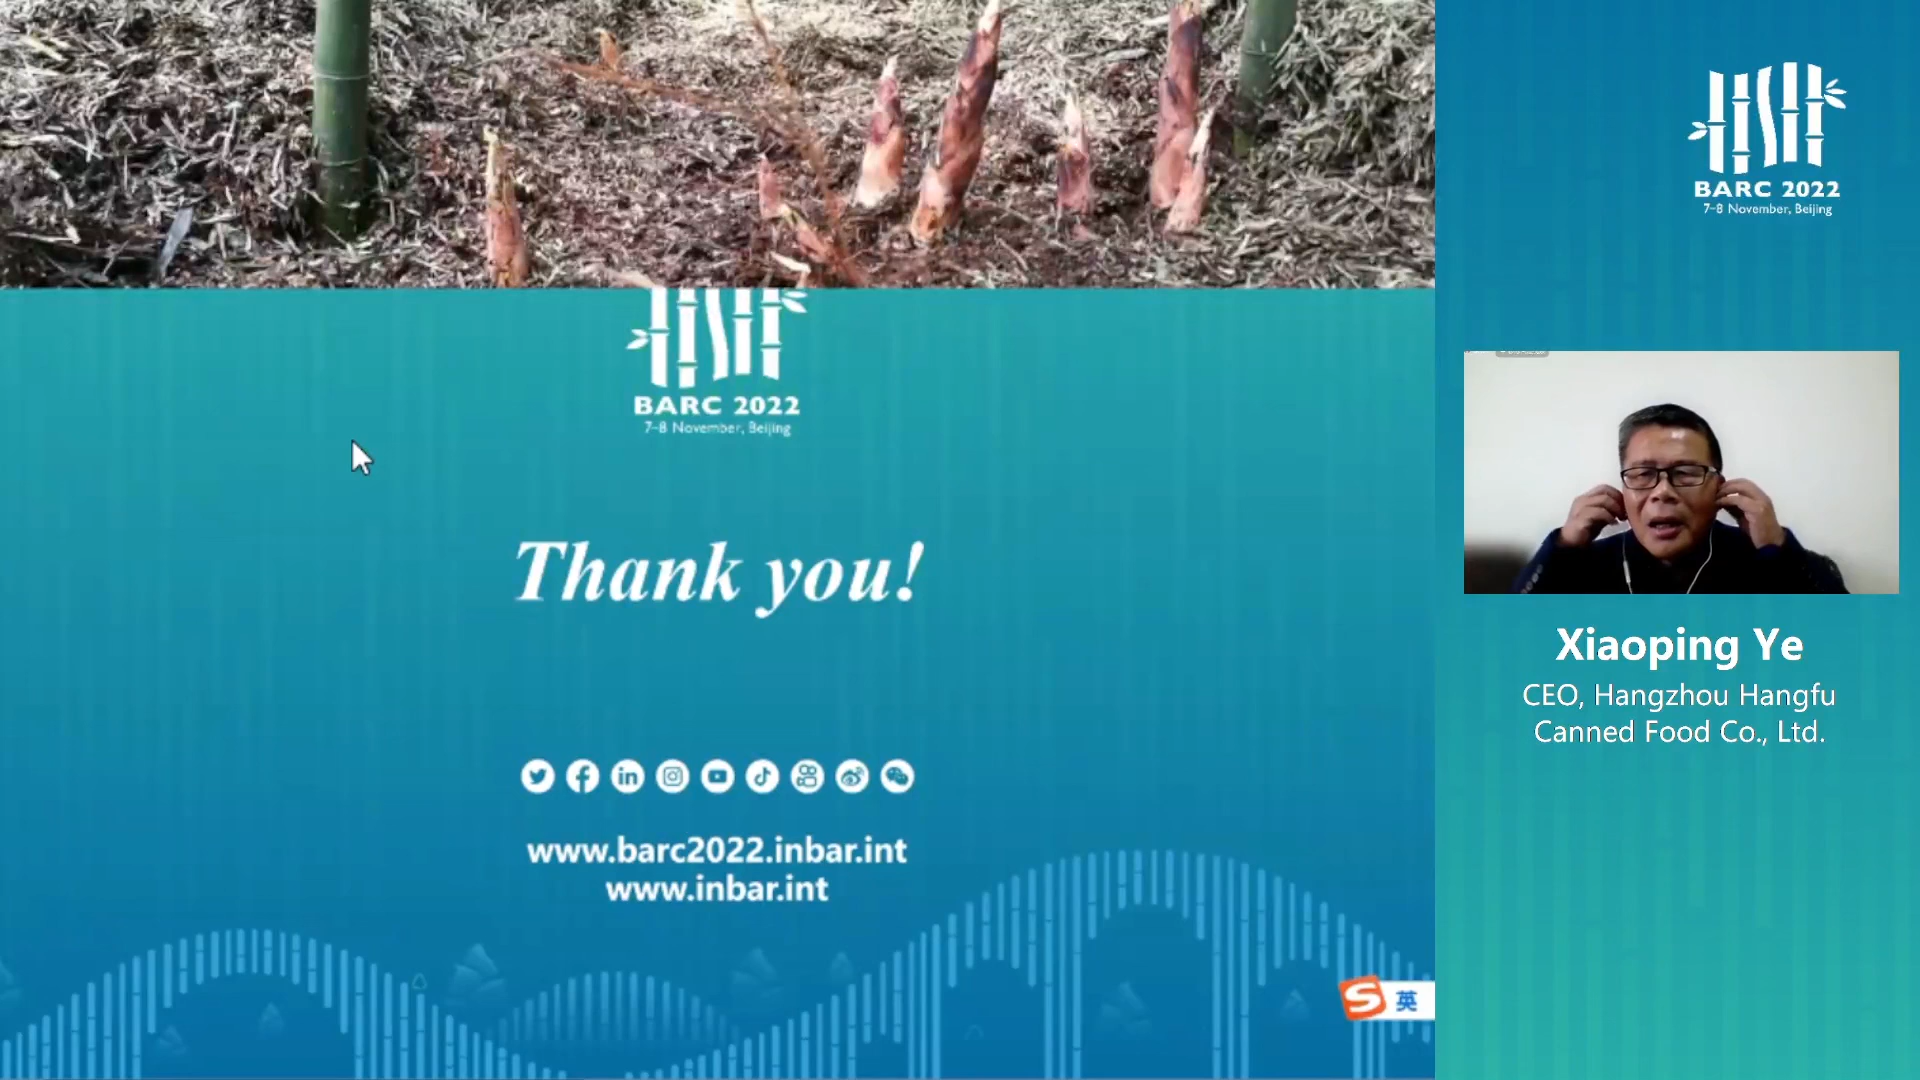 BARC 2022
7-8 November, Beijing
Thank you!
www.barc2022.inbar.int
www.inbar.int
S 英
BARC 2022
7-8 November, Beijing
Xiaoping Ye
CEO, Hangzhou Hangfu
Canned Food Co., Ltd.